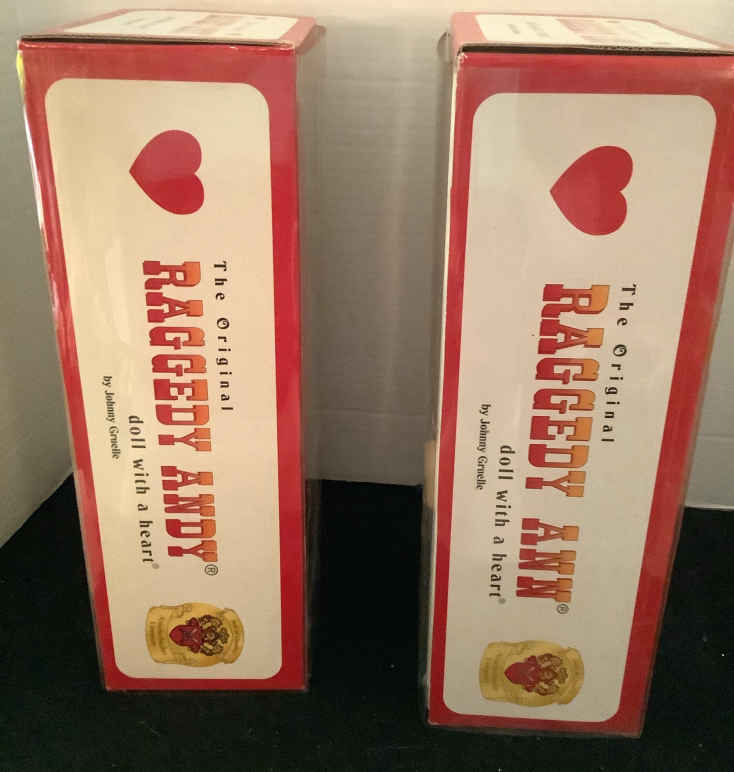 The Original
RAGGEDY ANDY®
doll with a heart®
by Johnny Gruelle
The Original
RAGGEDY ANN®
doll with a heart®
by Johnny Gruelle